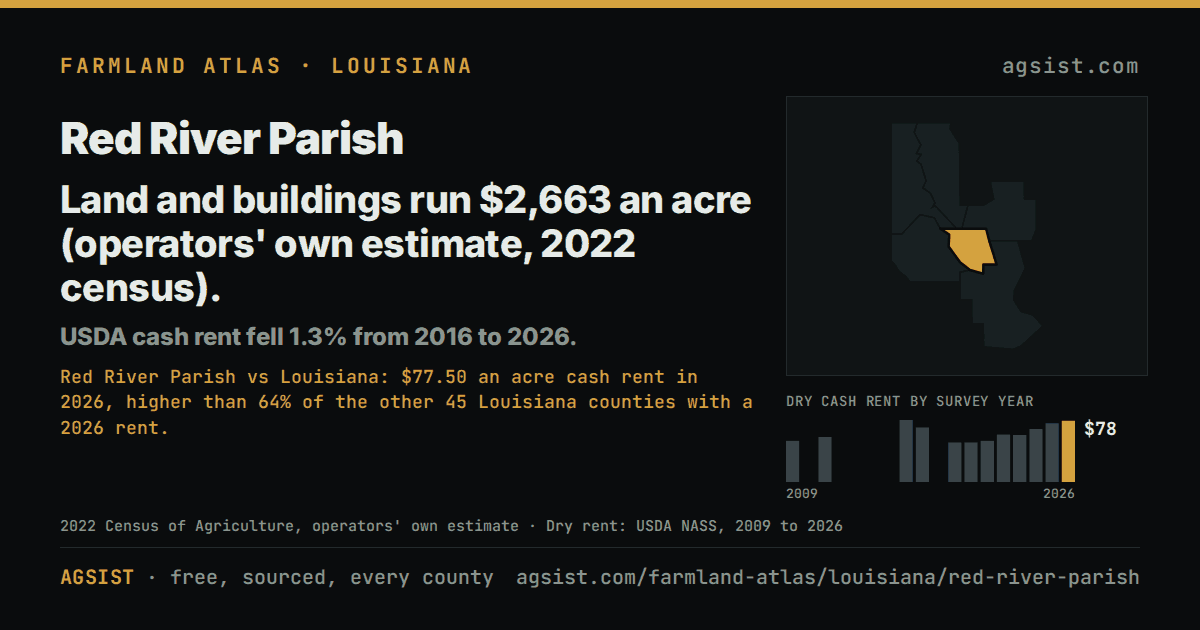 FARMLAND ATLAS · LOUISIANA
agsist.com
Red River Parish
Land and buildings run $2,663 an acre
(operators' own estimate, 2022
census).
USDA cash rent fell 1.3% from 2016 to 2026.
Red River Parish vs Louisiana: $77.50 an acre cash rent in
2026, higher than 64% of the other 45 Louisiana counties with a
2026 rent.
DRY CASH RENT BY SURVEY YEAR
$78
2009
2026
2022 Census of Agriculture, operators' own estimate · Dry rent: USDA NASS, 2009 to 2026
AGSIST · free, sourced, every county
agsist.com/farmland-atlas/louisiana/red-river-parish